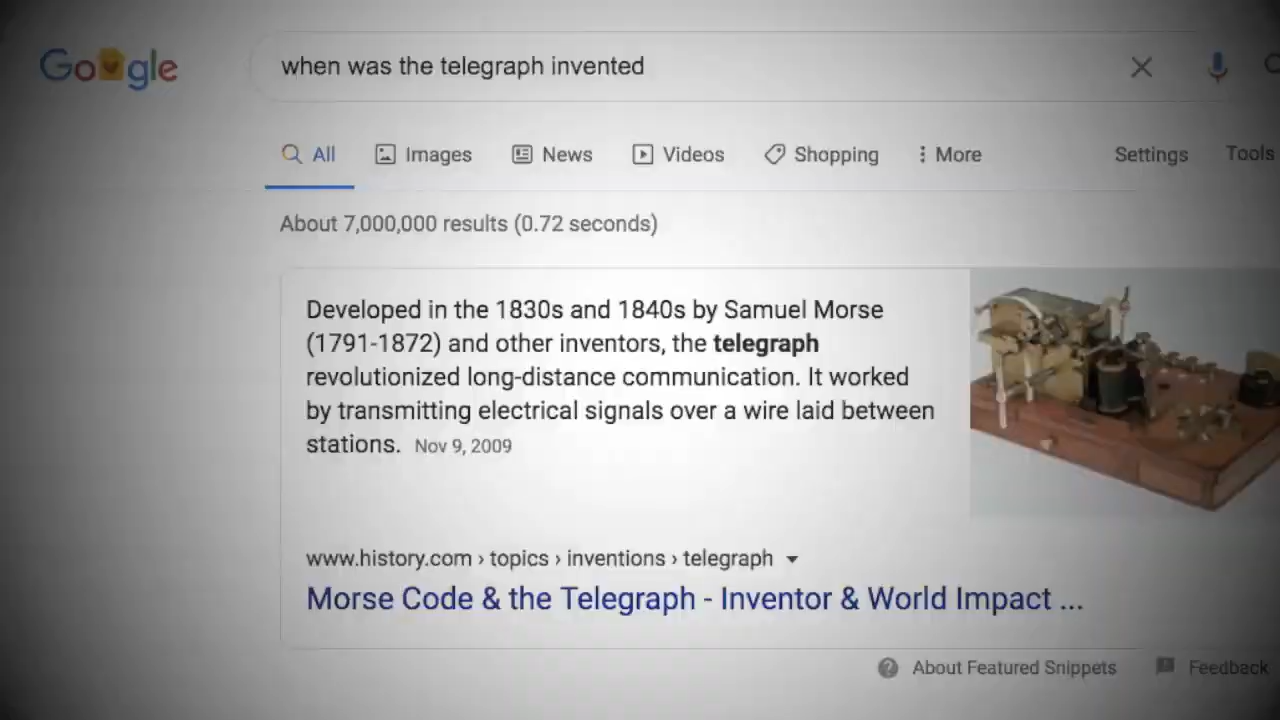 Google
when was the telegraph invented
All Images News Videos Shopping More Settings Tools
About 7,000,000 results (0.72 seconds)
Developed in the 1830s and 1840s by Samuel Morse
(1791-1872) and other inventors, the telegraph
revolutionized long-distance communication. It worked
by transmitting electrical signals over a wire laid between
stations. Nov 9, 2009
www.history.com › topics › inventions › telegraph
Morse Code & the Telegraph - Inventor & World Impact ...
About Featured Snippets Feedback